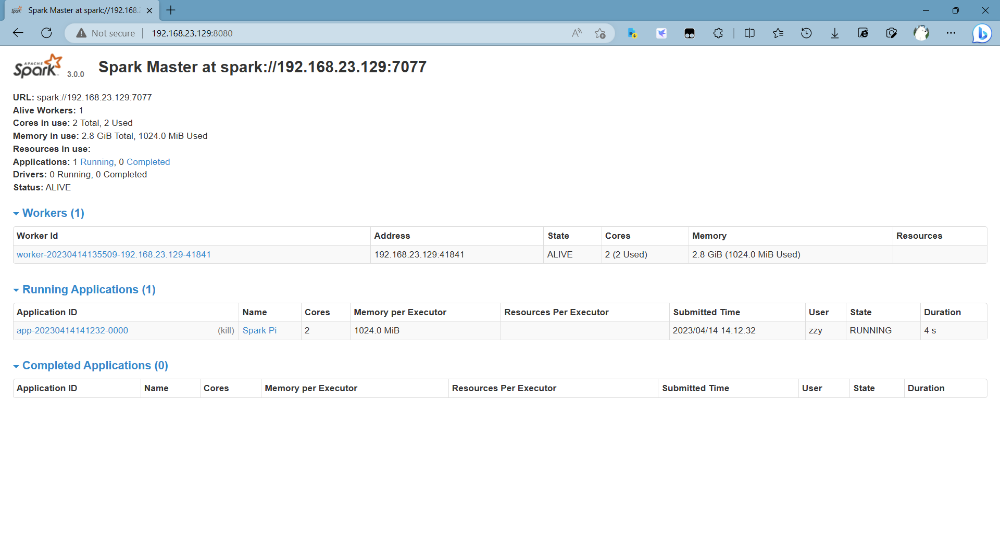 Spark Master at spark://192.168.
Not secure 192.168.23.129:8080
APACHE Spark 3.0.0 Spark Master at spark://192.168.23.129:7077
URL: spark://192.168.23.129:7077
Alive Workers: 1
Cores in use: 2 Total, 2 Used
Memory in use: 2.8 GiB Total, 1024.0 MiB Used
Resources in use:
Applications: 1 Running, 0 Completed
Drivers: 0 Running, 0 Completed
Status: ALIVE
Workers (1)
Worker Id Address State Cores Memory Resources
worker-20230414135509-192.168.23.129-41841 192.168.23.129:41841 ALIVE 2 (2 Used) 2.8 GiB (1024.0 MiB Used)
Running Applications (1)
Application ID Name Cores Memory per Executor Resources Per Executor Submitted Time User State Duration
app-20230414141232-0000 (kill) Spark Pi 2 1024.0 MiB 2023/04/14 14:12:32 zzy RUNNING 4 s
Completed Applications (0)
Application ID Name Cores Memory per Executor Resources Per Executor Submitted Time User State Duration